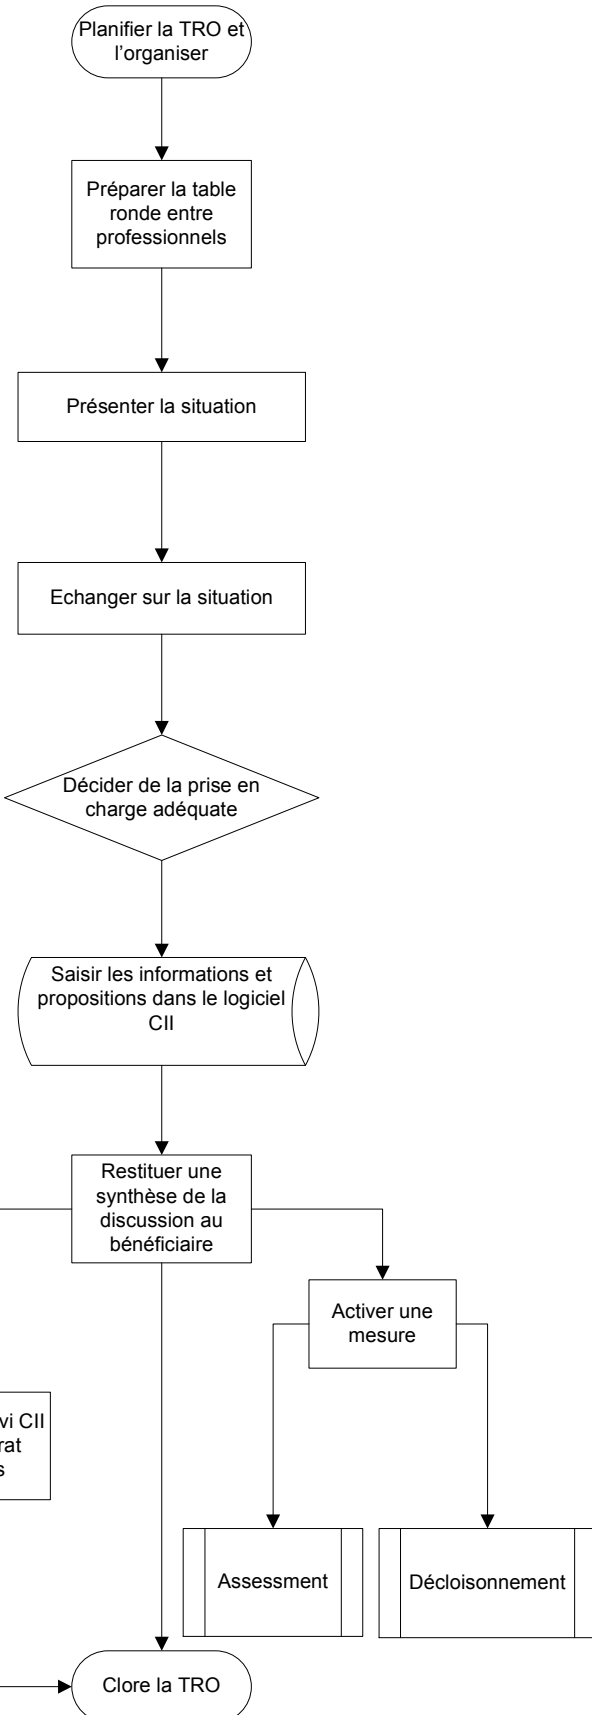 Planifier la TRO et
l'organiser
Préparer la table
ronde entre
professionnels
Présenter la situation
Echanger sur la situation
Décider de la prise en
charge adéquate
Saisir les informations et
propositions dans le logiciel
CII
Restituer une
synthèse de la
discussion au
bénéficiaire
Activer une
mesure
CII
Assessment
Décloisonnement
Clore la TRO